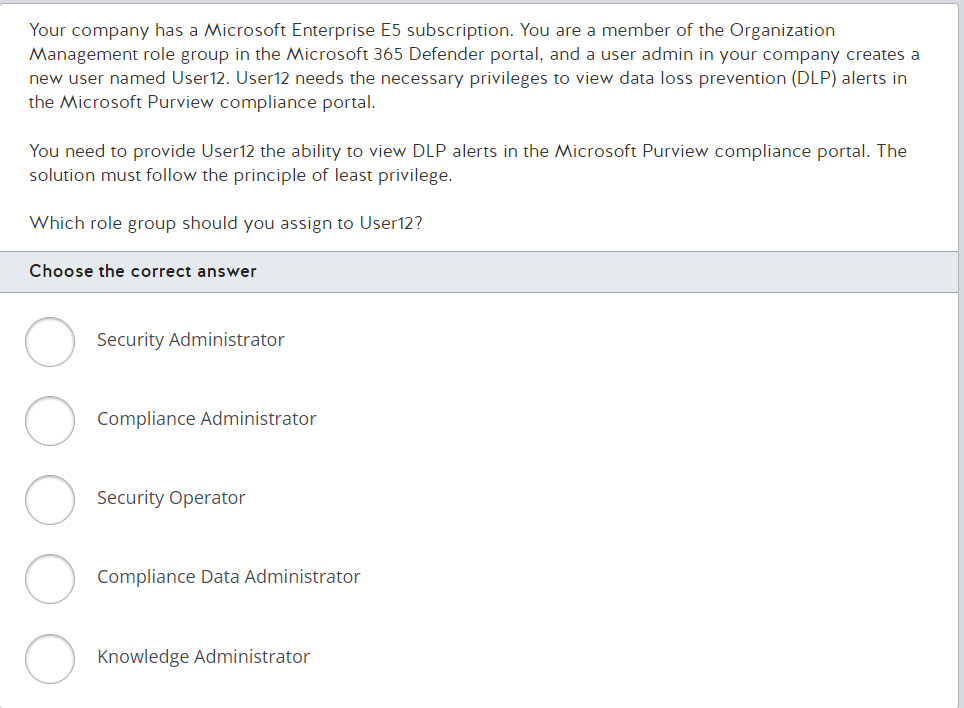 Your company has a Microsoft Enterprise E5 subscription. You are a member of the Organization
Management role group in the Microsoft 365 Defender portal, and a user admin in your company creates a
new user named User12. User12 needs the necessary privileges to view data loss prevention (DLP) alerts in
the Microsoft Purview compliance portal.
You need to provide User12 the ability to view DLP alerts in the Microsoft Purview compliance portal. The
solution must follow the principle of least privilege.
Which role group should you assign to User12?
Choose the correct answer
Security Administrator
Compliance Administrator
Security Operator
Compliance Data Administrator
Knowledge Administrator